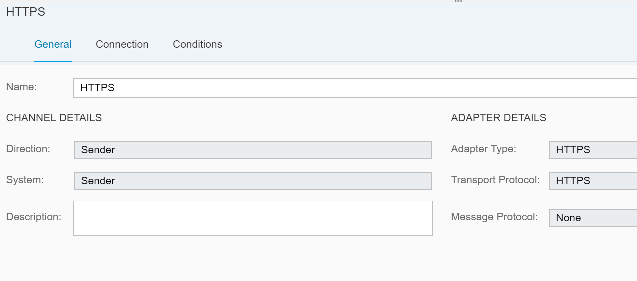 HTTPS
General Connection Conditions
Name: HTTPS
CHANNEL DETAILS ADAPTER DETAILS
Direction: Sender Adapter Type: HTTPS
System: Sender Transport Protocol: HTTPS
Description: Message Protocol: None